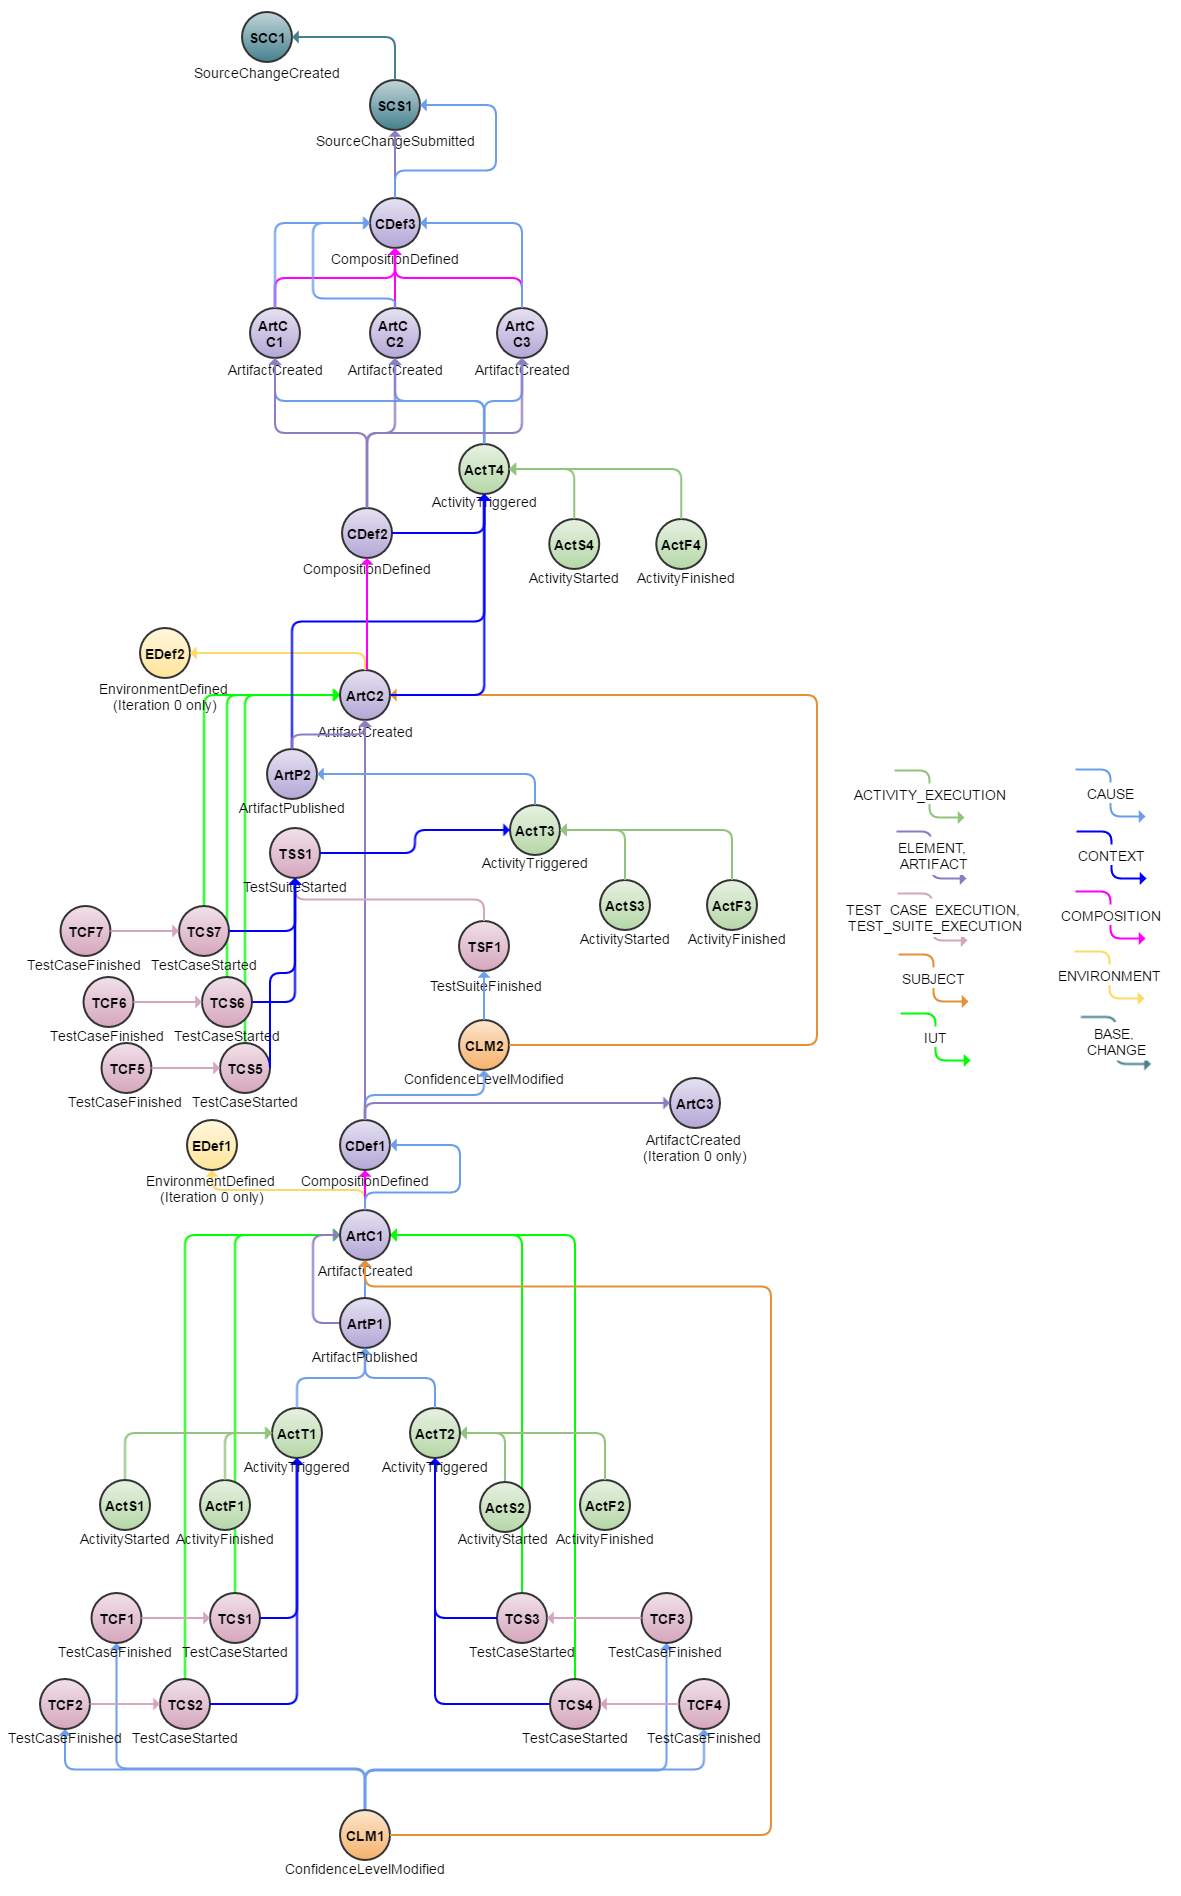 SCC1
SourceChangeCreated
SCS1
SourceChangeSubmitted
CDef3
CompositionDefined
ArtC
C1
ArtifactCreated
ArtC
C2
ArtifactCreated
ArtC
C3
ArtifactCreated
ActT4
ActivityTriggered
CDef2
CompositionDefined
ActS4
ActivityStarted
ActF4
ActivityFinished
EDef2
EnvironmentDefined
(Iteration 0 only)
ArtC2
ArtifactCreated
ArtP2
ArtifactPublished
ActT3
ActivityTriggered
TSS1
TestSuiteStarted
ActS3
ActivityStarted
ActF3
ActivityFinished
TCF7
TestCaseFinished
TCS7
TestCaseStarted
TSF1
TestSuiteFinished
TCF6
TestCaseFinished
TCS6
TestCaseStarted
CLM2
ConfidenceLevelModified
TCF5
TestCaseFinished
TCS5
TestCaseStarted
ArtC3
ArtifactCreated
(Iteration 0 only)
EDef1
EnvironmentDefined
(Iteration 0 only)
CDef1
CompositionDefined
ArtC1
ArtifactCreated
ArtP1
ArtifactPublished
ActT1
ActivityTriggered
ActT2
ActivityTriggered
ActS1
ActivityStarted
ActF1
ActivityFinished
ActS2
ActivityStarted
ActF2
ActivityFinished
TCF1
TestCaseFinished
TCS1
TestCaseStarted
TCS3
TestCaseStarted
TCF3
TestCaseFinished
TCF2
TestCaseFinished
TCS2
TestCaseStarted
TCS4
TestCaseStarted
TCF4
TestCaseFinished
CLM1
ConfidenceLevelModified
ACTIVITY_EXECUTION
ELEMENT,
ARTIFACT
TEST_CASE_EXECUTION,
TEST_SUITE_EXECUTION
SUBJECT
IUT
CAUSE
CONTEXT
COMPOSITION
ENVIRONMENT
BASE,
CHANGE